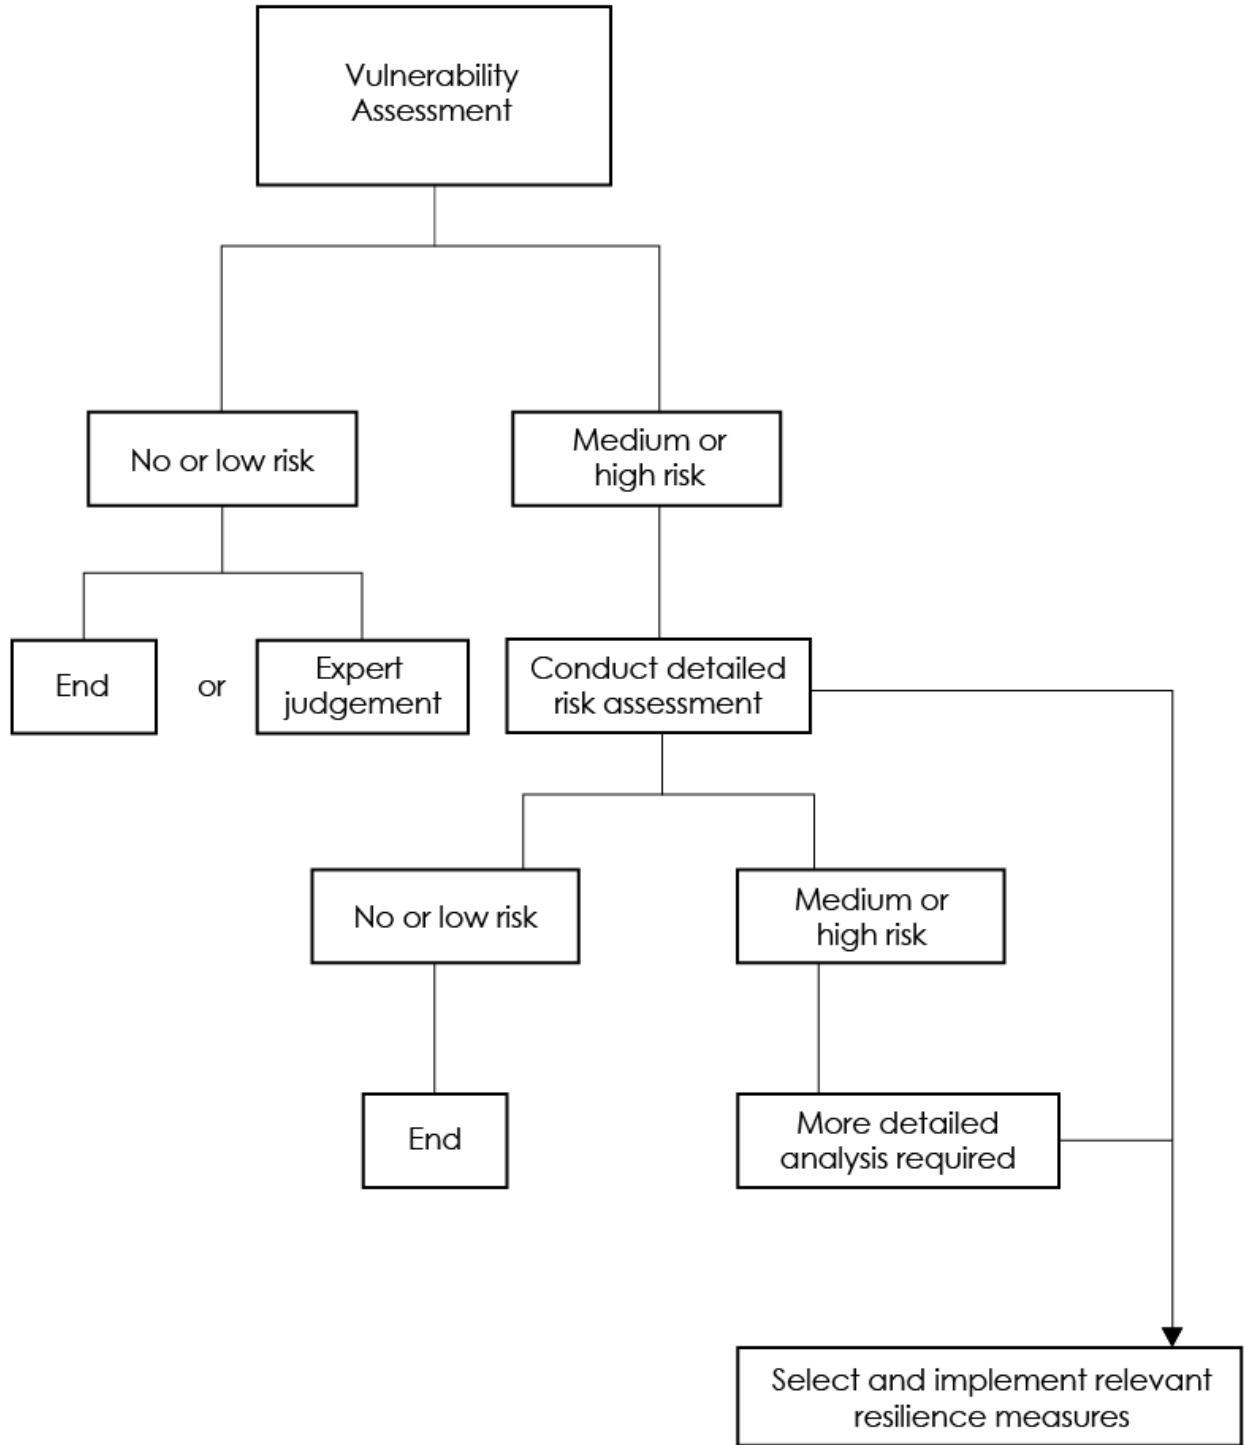 Vulnerability
Assessment
No or low risk
Medium or
high risk
End
or
Expert
judgement
Conduct detailed
risk assessment
No or low risk
Medium or
high risk
End
More detailed
analysis required
Select and implement relevant
resilience measures